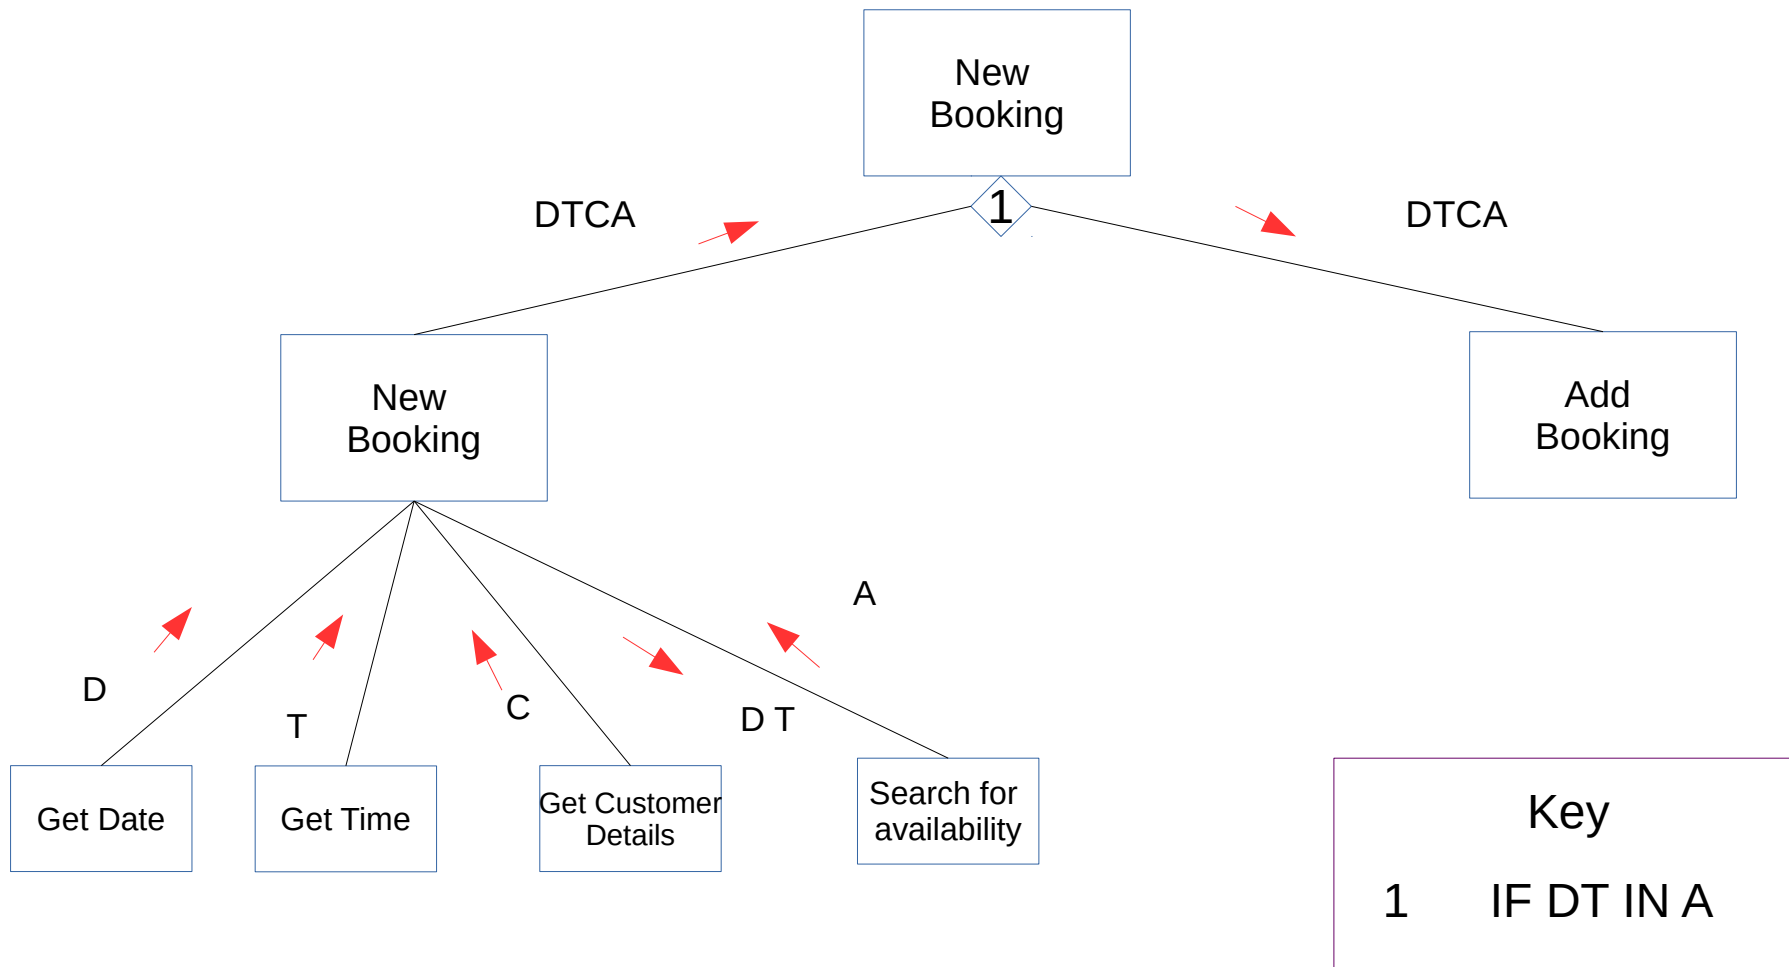 New
Booking
1
DTCA
DTCA
New
Booking
Add
Booking
A
D
T
C
D T
Get Date
Get Time
Get Customer
Details
Search for
availability
Key
1 IF DT IN A